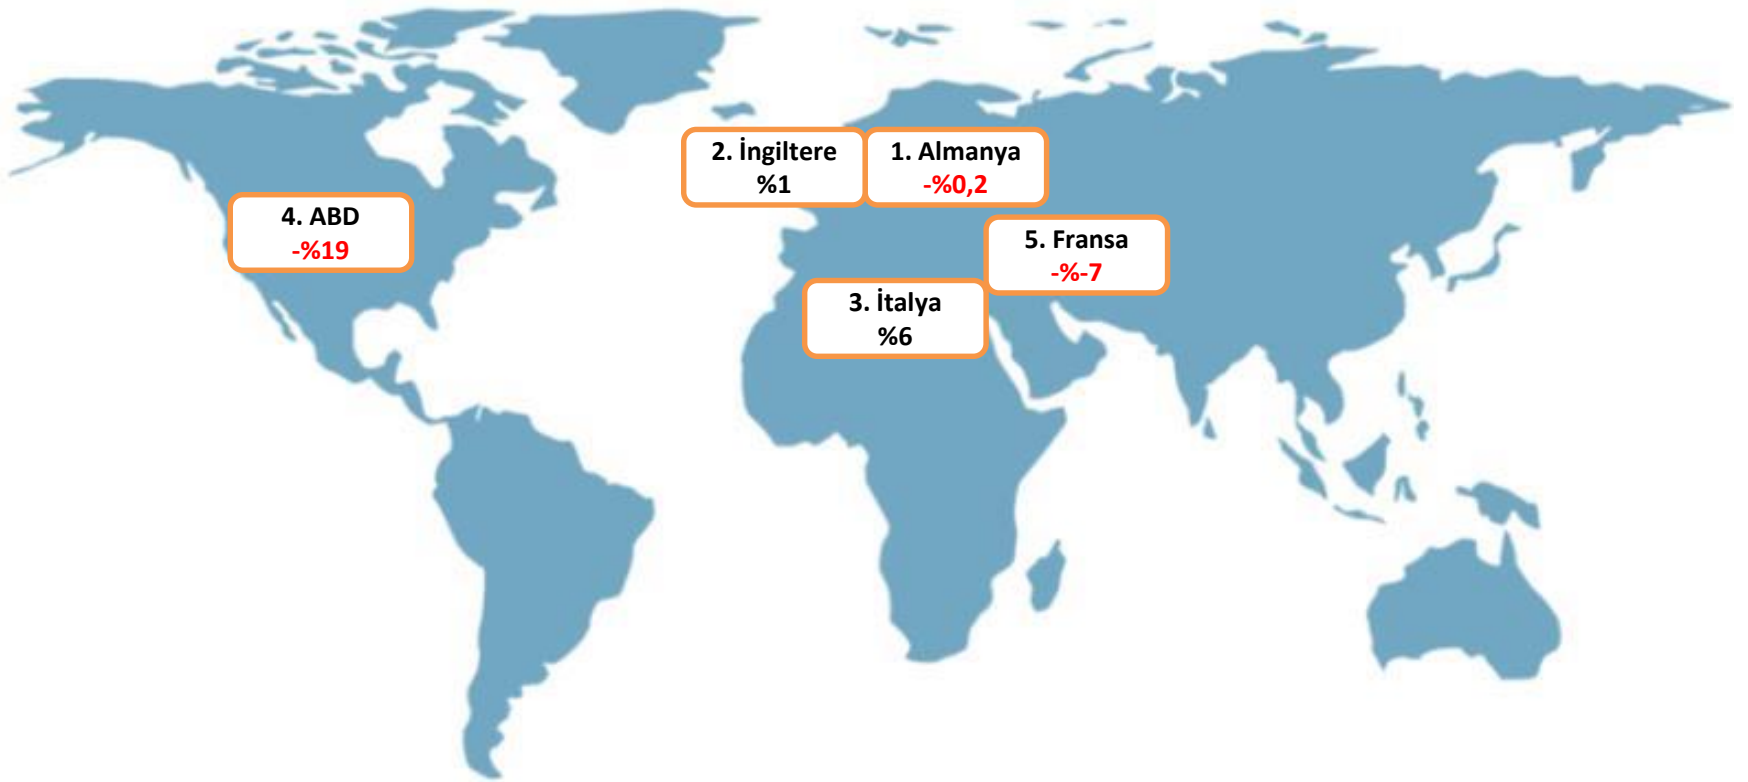 2. İngiltere
%1
1. Almanya
-%0,2
4. ABD
-%19
5. Fransa
-%-7
3. İtalya
%6